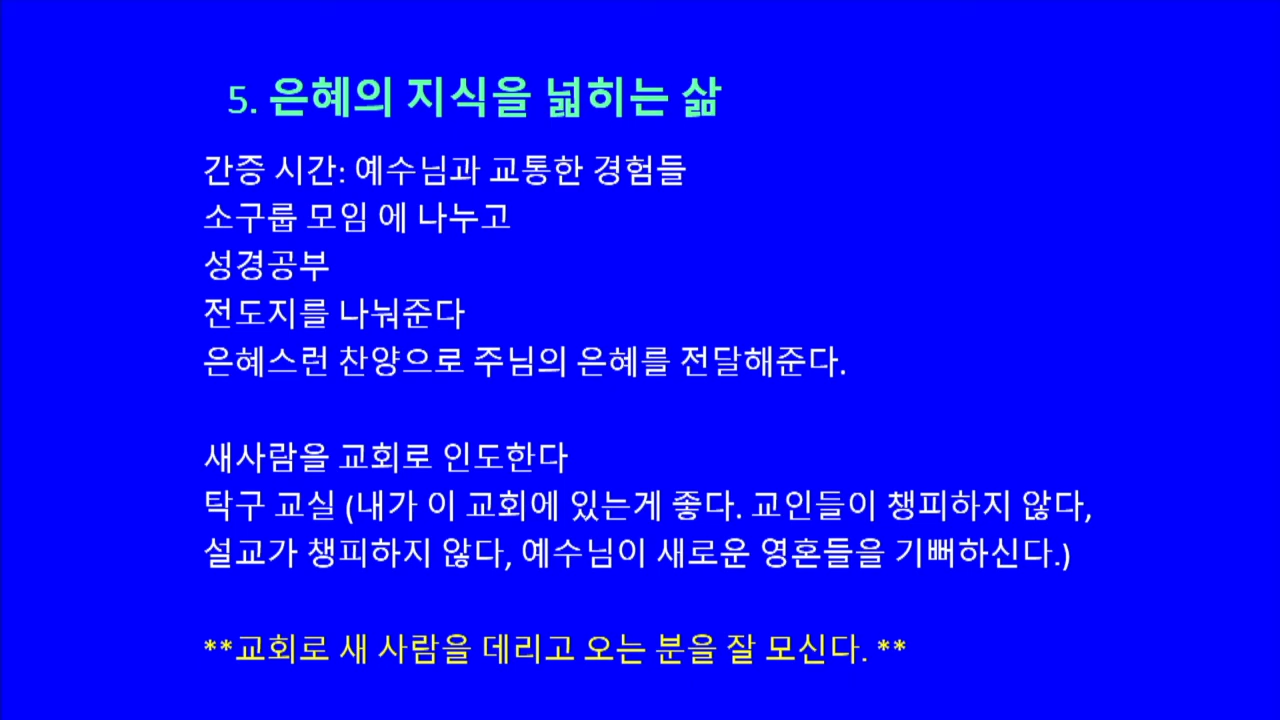 5. 은혜의 지식을 넓히는 삶
간증 시간: 예수님과 교통한 경험들
소구룹 모임 에 나누고
성경공부
전도지를 나눠준다
은혜스런 찬양으로 주님의 은혜를 전달해준다.
새사람을 교회로 인도한다
탁구 교실 (내가 이 교회에 있는게 좋다. 교인들이 챙피하지 않다,
설교가 챙피하지 않다, 예수님이 새로운 영혼들을 기뻐하신다.)
**교회로 새 사람을 데리고 오는 분을 잘 모신다. **